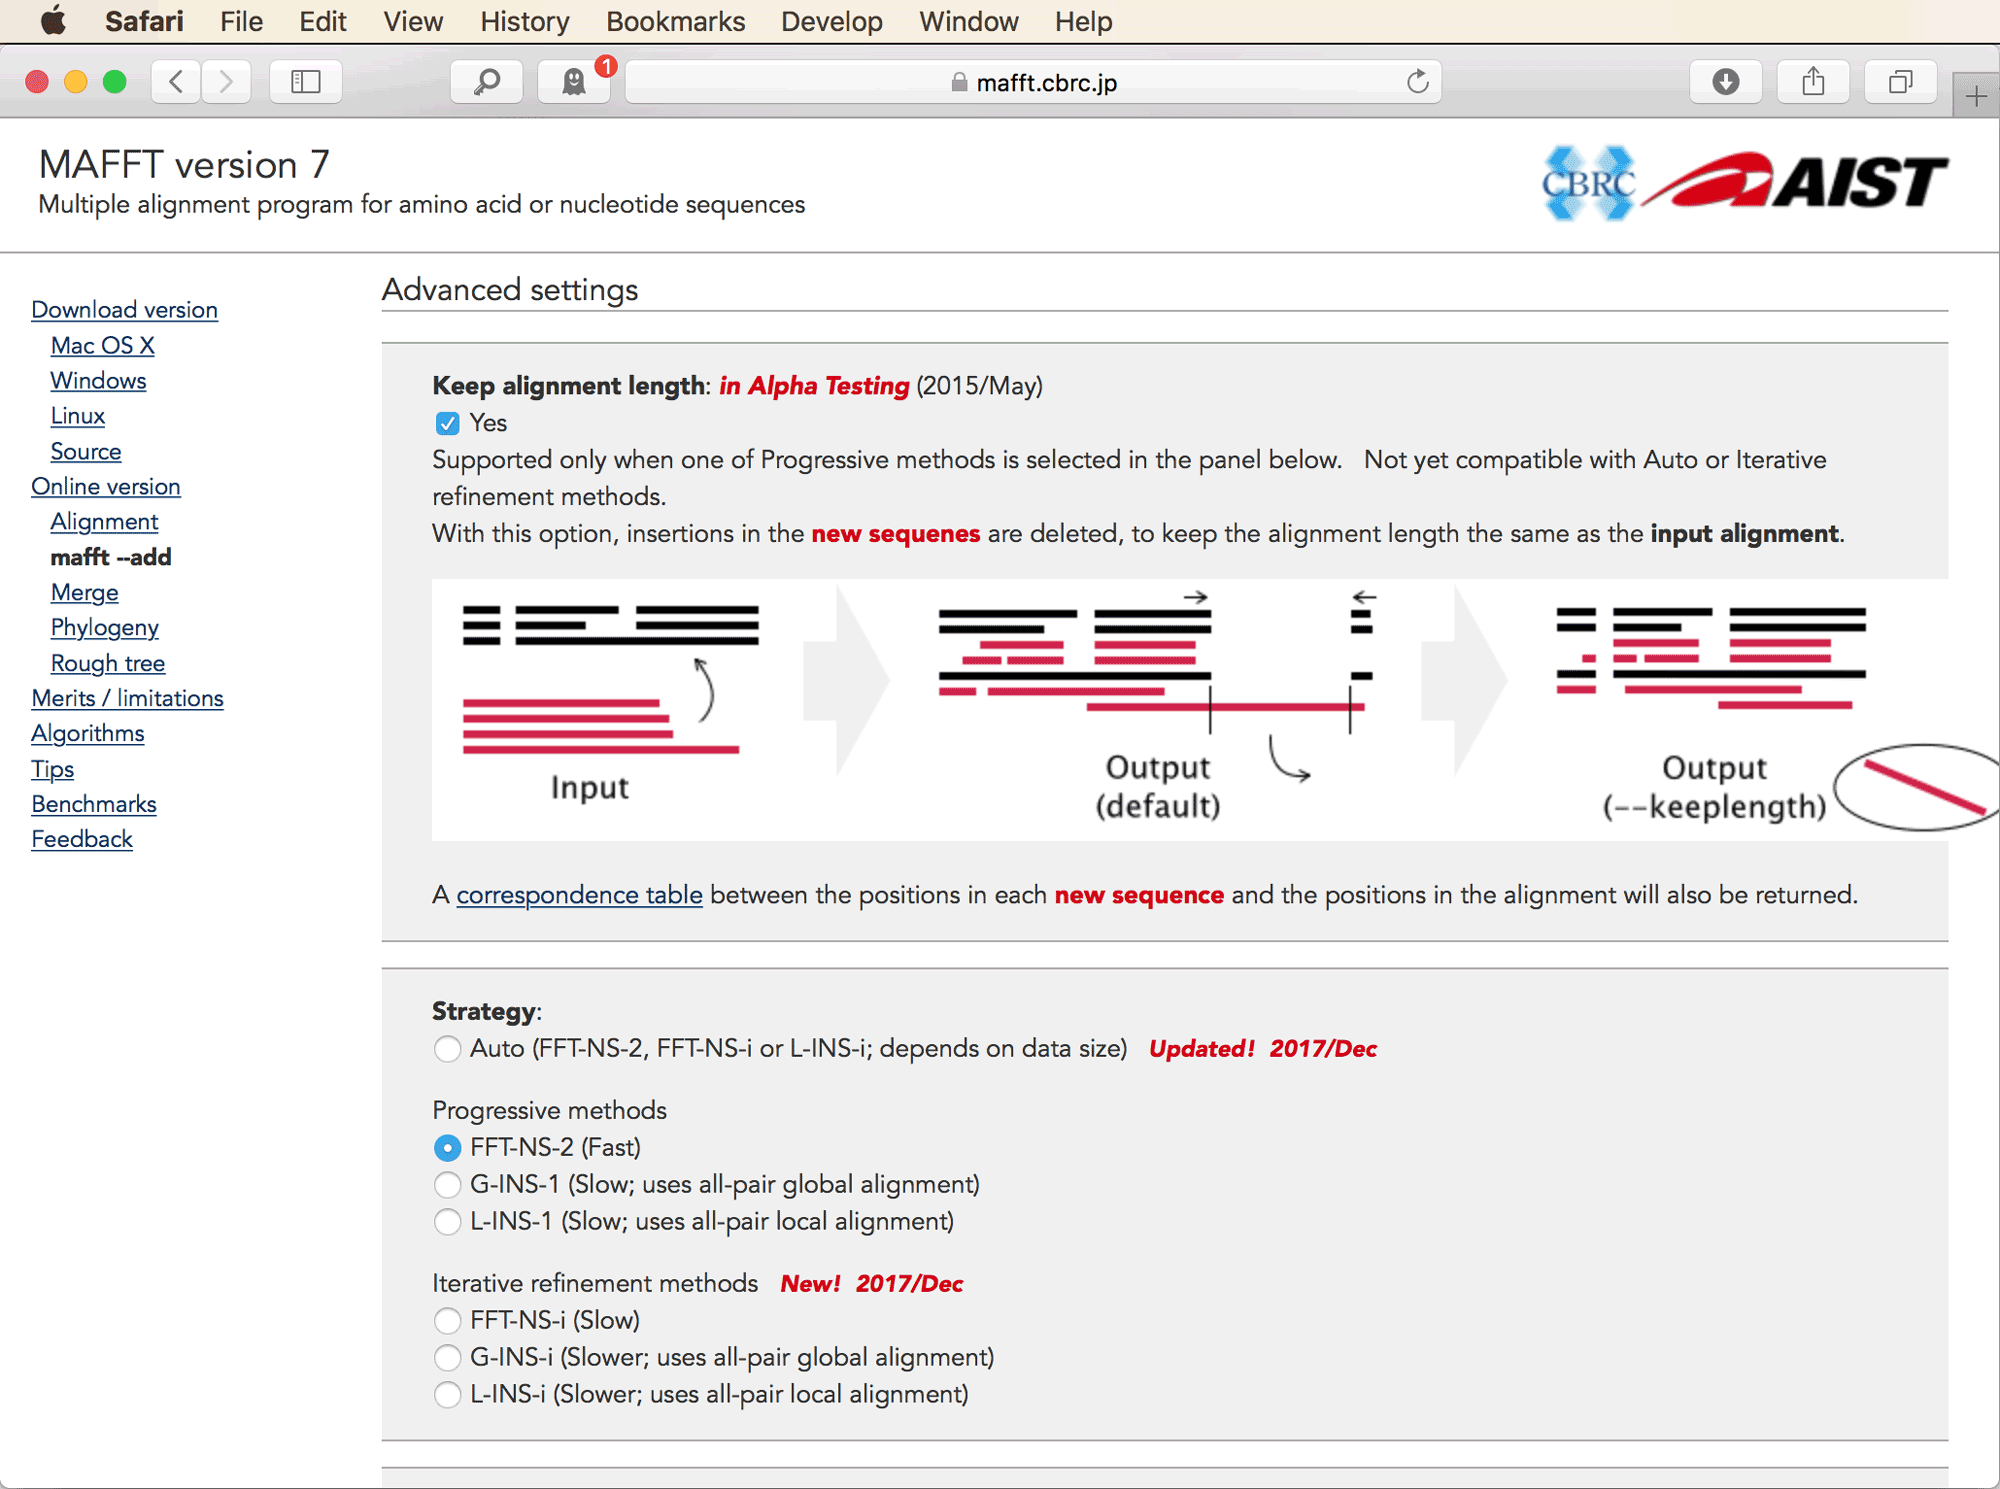 Safari File Edit View History Bookmarks Develop Window Help
1
mafft.cbrc.jp
MAFFT version 7
Multiple alignment program for amino acid or nucleotide sequences
CBRC AIST
Download version
Mac OS X
Windows
Linux
Source
Online version
Alignment
mafft --add
Merge
Phylogeny
Rough tree
Merits / limitations
Algorithms
Tips
Benchmarks
Feedback
Advanced settings
Keep alignment length: in Alpha Testing (2015/May)
Yes
Supported only when one of Progressive methods is selected in the panel below. Not yet compatible with Auto or Iterative
refinement methods.
With this option, insertions in the new sequenes are deleted, to keep the alignment length the same as the input alignment.
Input
Output
(default)
Output
(--keeplength)
A correspondence table between the positions in each new sequence and the positions in the alignment will also be returned.
Strategy:
Auto (FFT-NS-2, FFT-NS-i or L-INS-i; depends on data size) Updated! 2017/Dec
Progressive methods
FFT-NS-2 (Fast)
G-INS-1 (Slow; uses all-pair global alignment)
L-INS-1 (Slow; uses all-pair local alignment)
Iterative refinement methods New! 2017/Dec
FFT-NS-i (Slow)
G-INS-i (Slower; uses all-pair global alignment)
L-INS-i (Slower; uses all-pair local alignment)